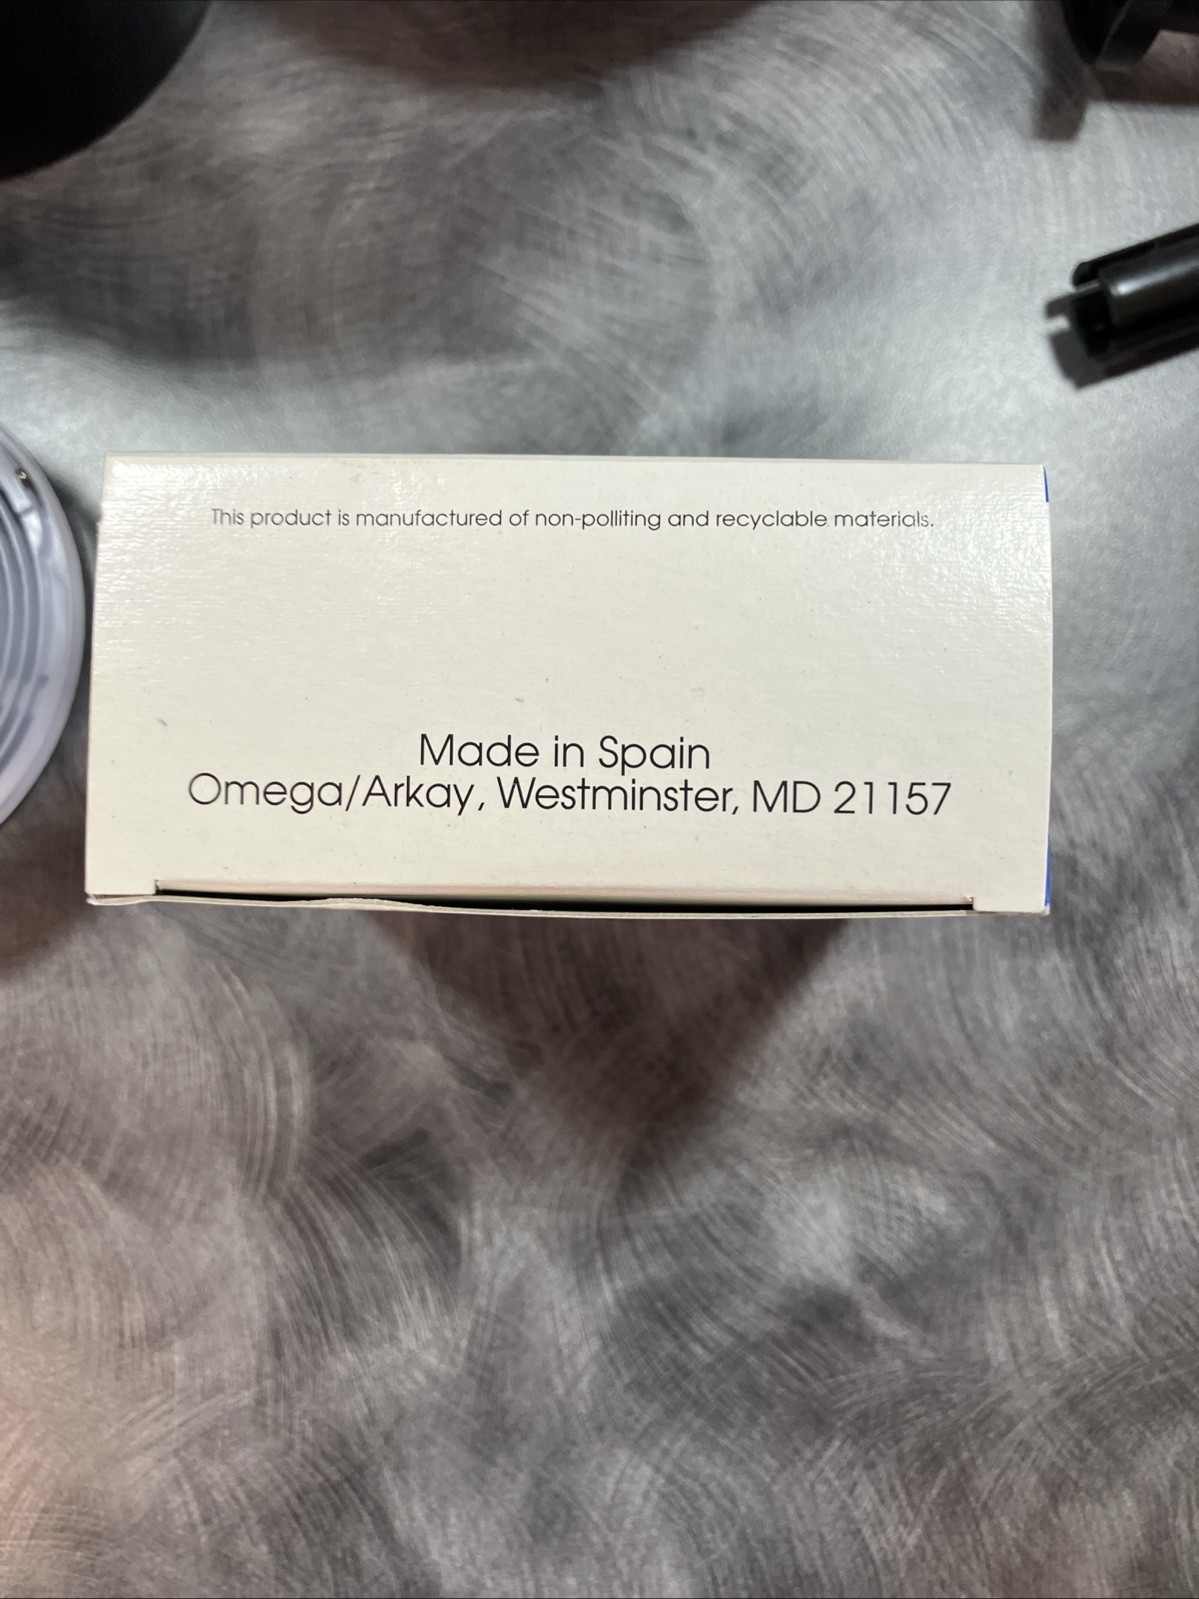 This product is manufactured of non-polliting and recyclable materials.
Made in Spain
Omega/Arkay, Westminster, MD 21157